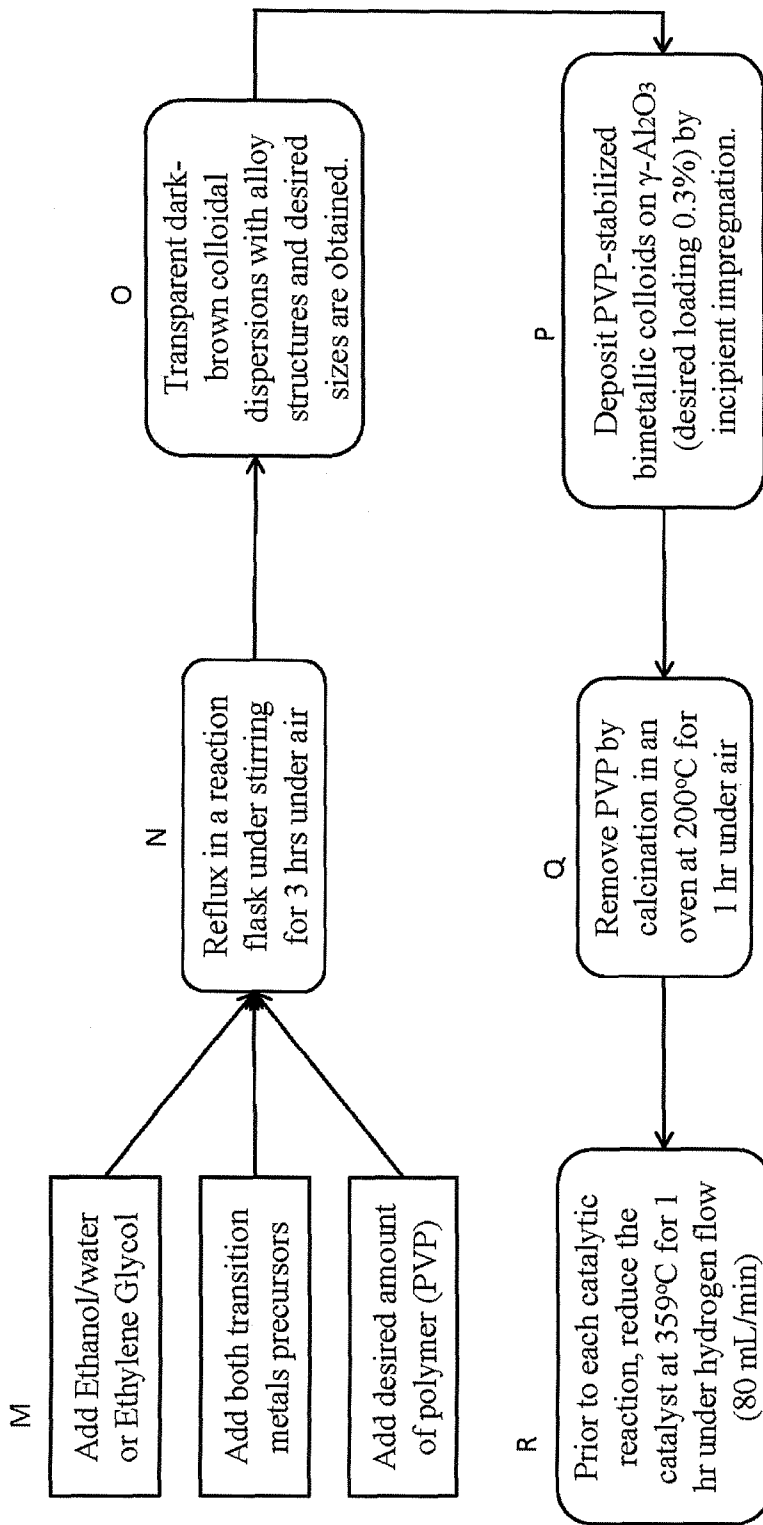 M
Add Ethanol/water
or Ethylene Glycol
Add both transition
metals precursors
Add desired amount
of polymer (PVP)
N
Reflux in a reaction
flask under stirring
for 3 hrs under air
O
Transparent dark-
brown colloidal
dispersions with alloy
structures and desired
sizes are obtained.
P
Deposit PVP-stabilized
bimetallic colloids on γ-Al2O3
(desired loading 0.3%) by
incipient impregnation.
Q
Remove PVP by
calcination in an
oven at 200ºC for
1 hr under air
R
Prior to each catalytic
reaction, reduce the
catalyst at 359ºC for 1
hr under hydrogen flow
(80 mL/min)